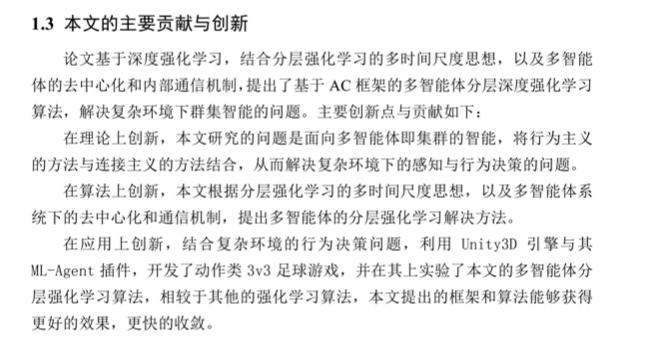 1.3 本文的主要贡献与创新
论文基于深度强化学习，结合分层强化学习的多时间尺度思想，以及多智能
体的去中心化和内部通信机制,提出了基于 AC 框架的多智能体分层深度强化学习
算法，解决复杂环境下群集智能的问题。主要创新点与贡献如下：
在理论上创新，本文研究的问题是面向多智能体即集群的智能，将行为主义
的方法与连接主义的方法结合，从而解决复杂环境下的感知与行为决策的问题。
在算法上创新，本文根据分层强化学习的多时间尺度思想，以及多智能体系
统下的去中心化和通信机制，提出多智能体的分层强化学习解决方法。
在应用上创新，结合复杂环境的行为决策问题，利用 Unity3D 引擎与其
ML-Agent 插件，开发了动作类 3v3 足球游戏，并在其上实验了本文的多智能体分
层强化学习算法，相较于其他的强化学习算法，本文提出的框架和算法能够获得
更好的效果，更快的收敛。